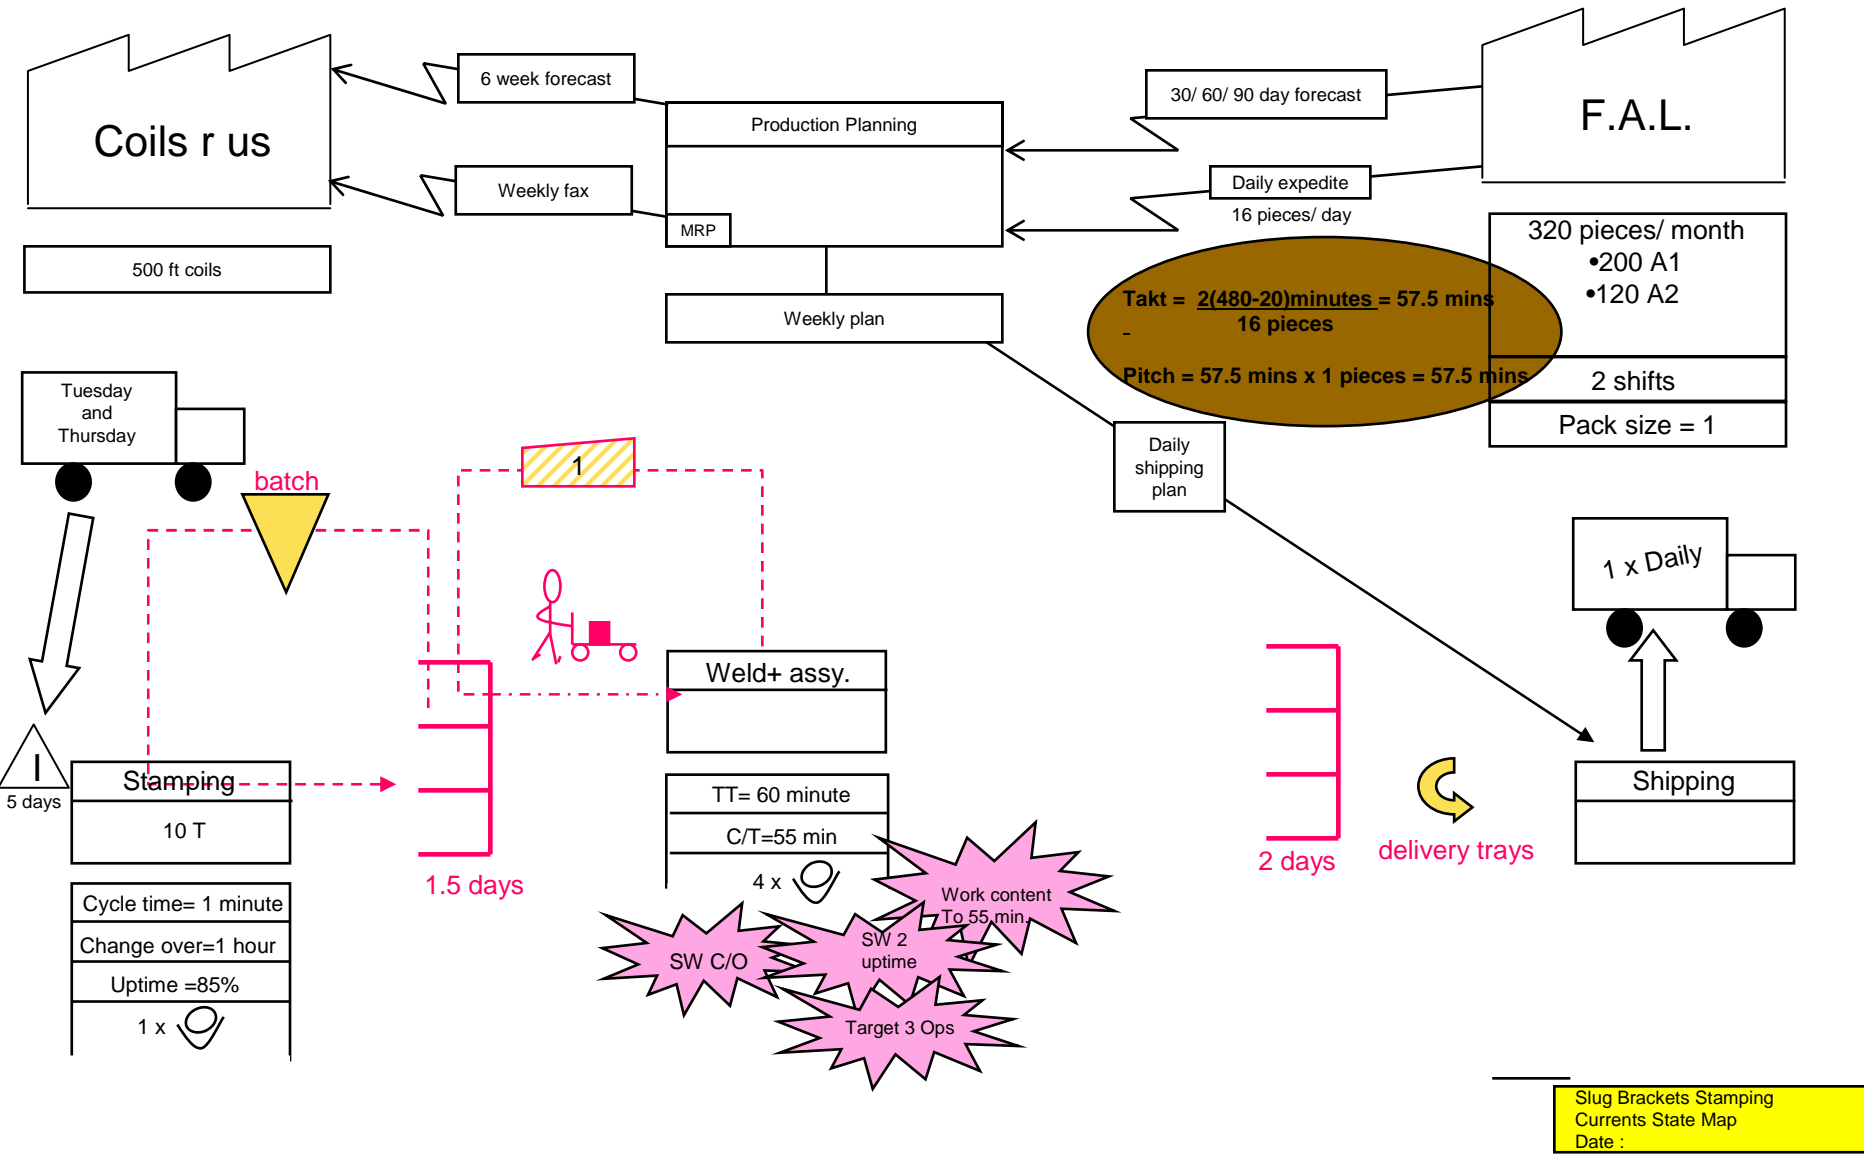 Coils r us
6 week forecast
Weekly fax
Production Planning
MRP
30/ 60/ 90 day forecast
Daily expedite
16 pieces/ day
F.A.L.
500 ft coils
Weekly plan
320 pieces/ month
•200 A1
•120 A2
2 shifts
Pack size = 1
Takt = 2(480-20)minutes = 57.5 mins
16 pieces
Pitch = 57.5 mins x 1 pieces = 57.5 mins
Tuesday
and
Thursday
batch
1
Daily
shipping
plan
1 x Daily
I
5 days
Stamping
10 T
Cycle time= 1 minute
Change over=1 hour
Uptime =85%
1 x
1.5 days
Weld+ assy.
TT= 60 minute
C/T=55 min
4 x
Work content
To 55 min.
SW C/O
SW 2
uptime
Target 3 Ops
2 days
delivery trays
Shipping
Slug Brackets Stamping
Currents State Map
Date :